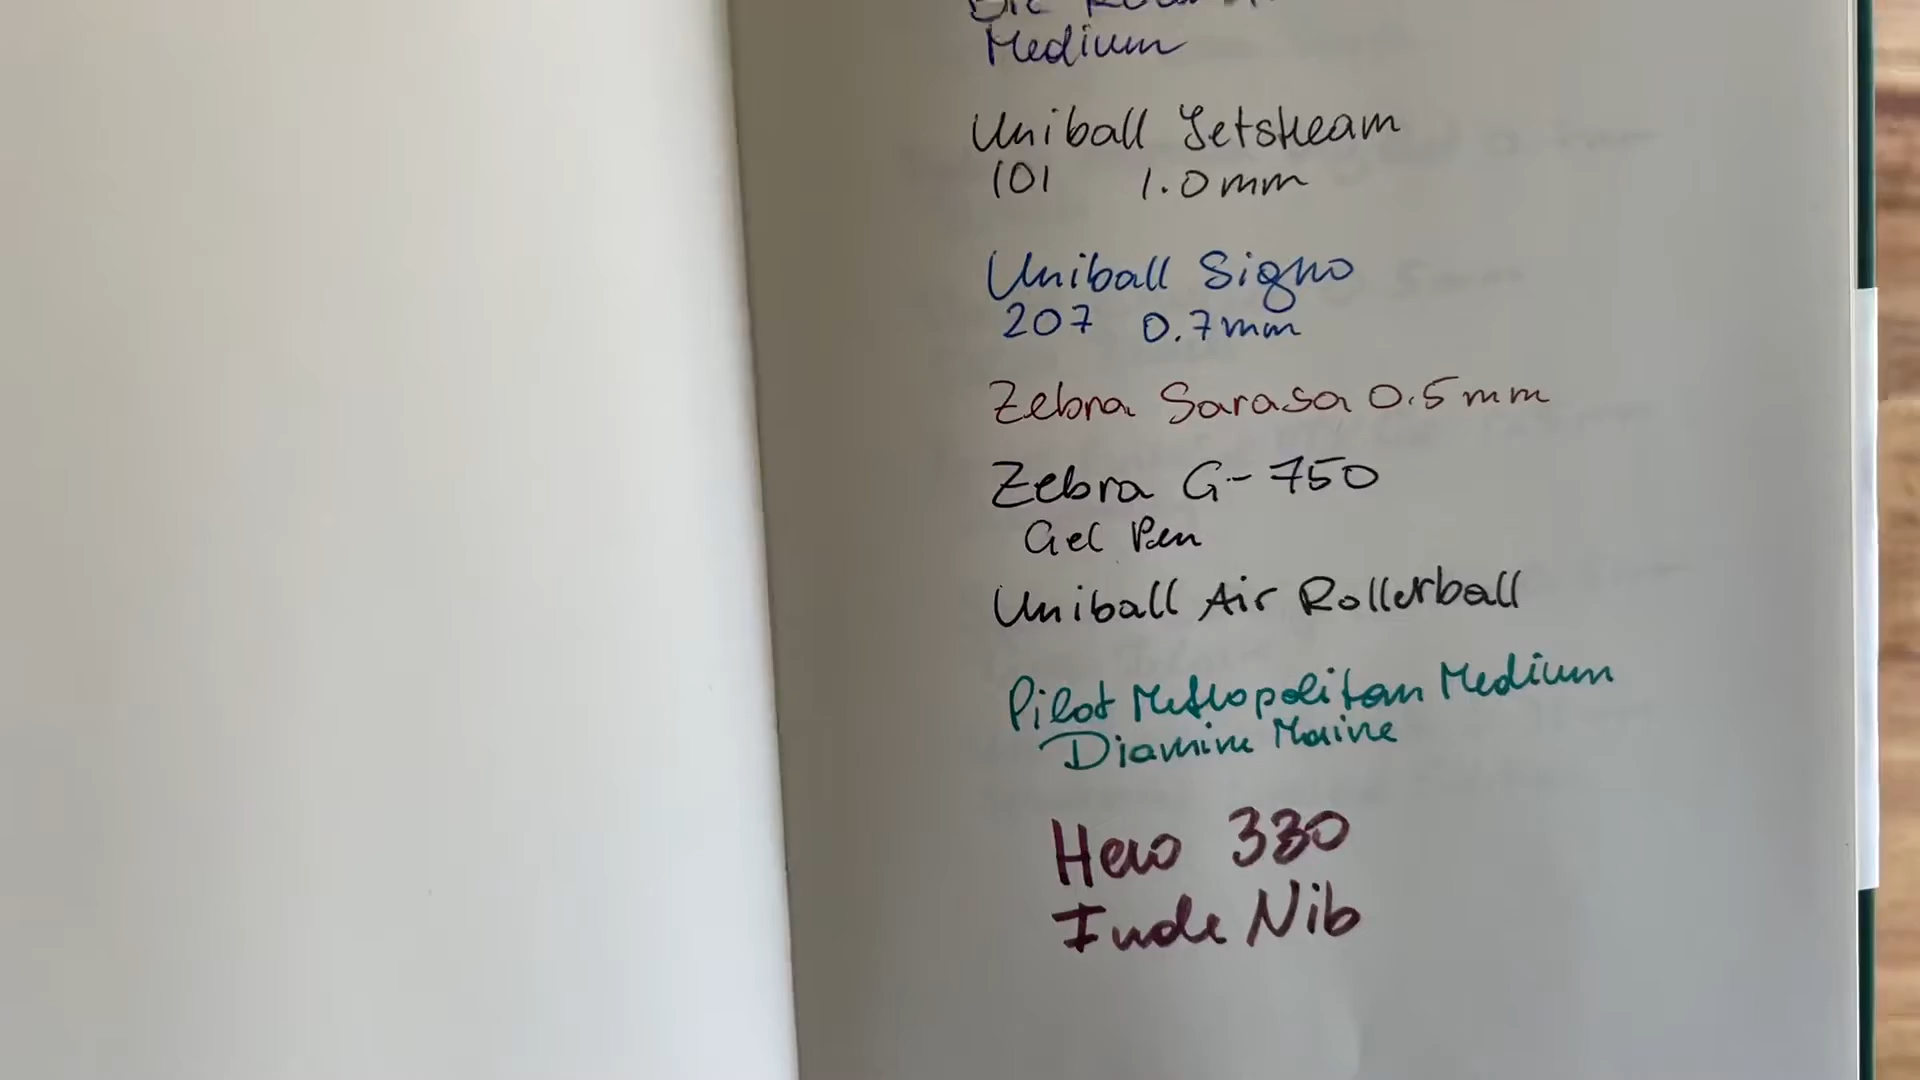 Medium
Uniball Jetstream
101 1.0mm
Uniball Signo
207 0.7mm
Zebra Sarasa 0.5mm
Zebra G-750
Gel Pen
Uniball Air Rollerball
Pilot Metropolitan Medium
Diamine Marine
Hero 330
Fude Nib